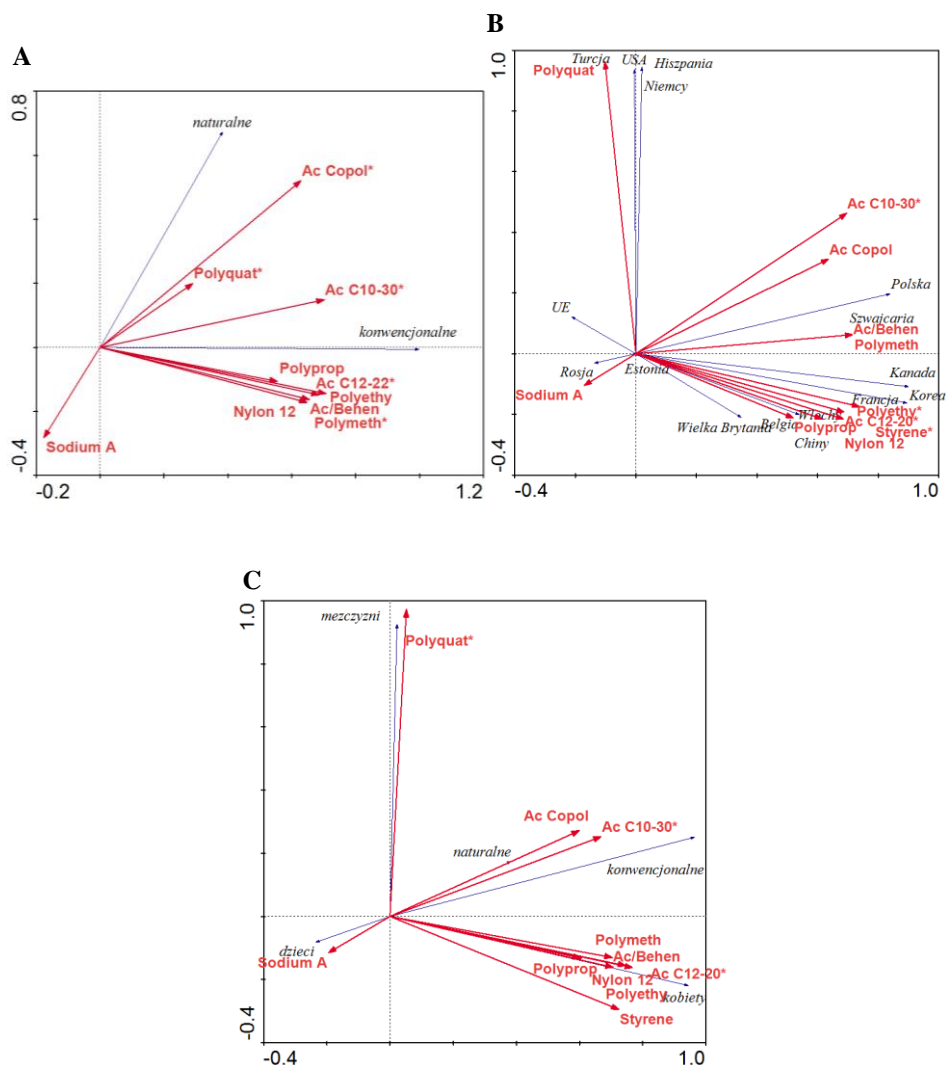 B
A
1.0
Turcja
USA
Hiszpania
Polyquat
Niemcy
0.8
naturalne
Ac Copol*
Ac C10-30*
Ac Copol
Polyquat*
Ac C10-30*
Polska
UE
Szwajcaria
konwencjonalne
Ac/Behen
Polymeth
Polyprop
Rosja
Estonia
Kanada
Ac C12-22*
Sodium A
Korea
Polyethy
Francja
Nylon 12
Ac/Behen
Polyethy*
Polymeth*
Wielka Brytania
Belgia
Włochy
Ac C12-20*
Polyprop
Styrene*
Sodium A
Chiny
Nylon 12
-0.4
-0.4
-0.2
1.2
-0.4
1.0
C
1.0
mezczyzni
Polyquat*
Ac Copol
Ac C10-30*
naturalne
konwencjonalne
dzieci
Polymeth
Sodium A
Ac/Behen
Polyprop
Ac C12-20*
Nylon 12
Polyethy
kobiety
Styrene
-0.4
-0.4
1.0